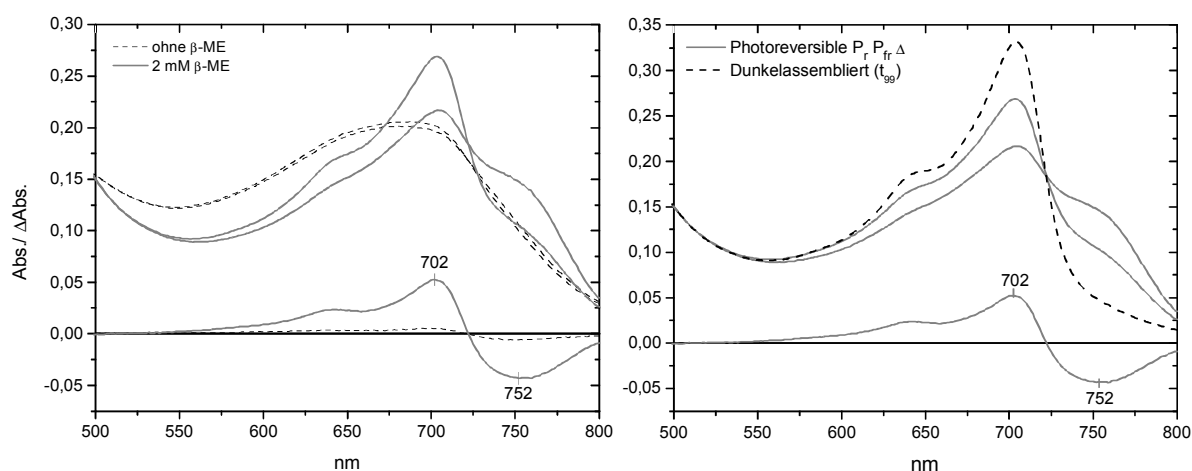 0,30
0,25
0,20
0,15
0,10
0,05
0,00
-0,05
Abs./ ΔAbs.
ohne β-ME
2 mM β-ME
702
752
500 550 600 650 700 750 800
nm
0,35
0,30
0,25
0,20
0,15
0,10
0,05
0,00
-0,05
Photoreversible P_r P_fr Δ
Dunkelassembliert (t_99)
702
752
500 550 600 650 700 750 800
nm